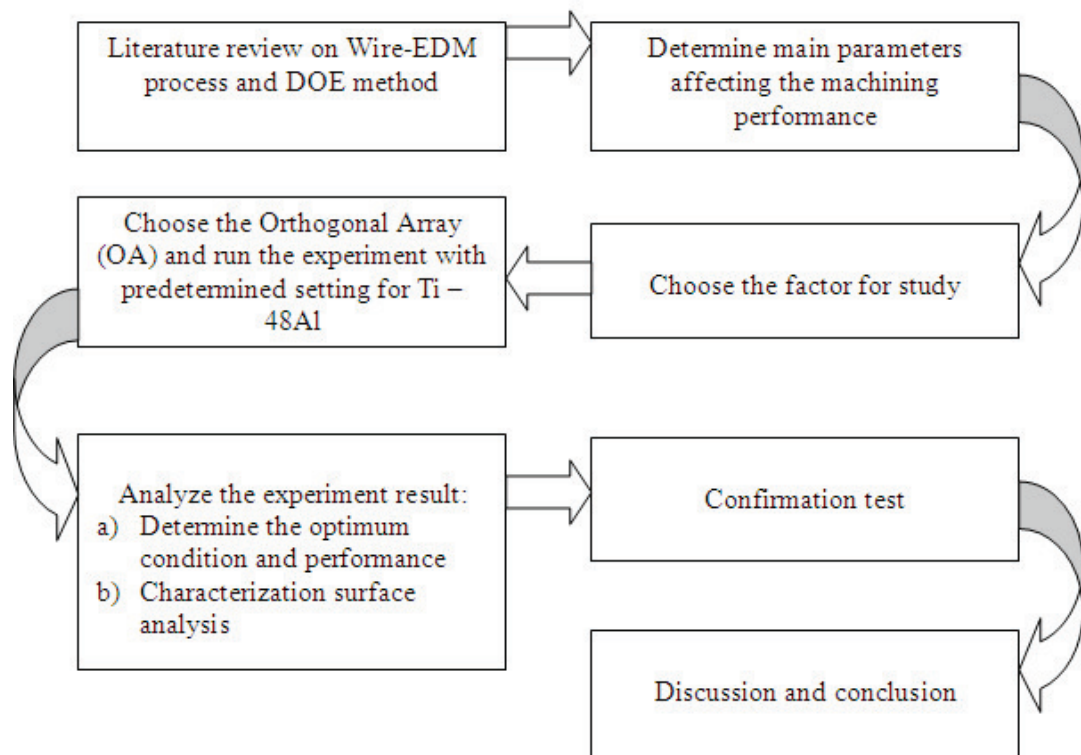 Literature review on Wire-EDM
process and DOE method
Determine main parameters
affecting the machining
performance
Choose the factor for study
Choose the Orthogonal Array
(OA) and run the experiment with
predetermined setting for Ti –
48Al
Analyze the experiment result:
a) Determine the optimum
condition and performance
b) Characterization surface
analysis
Confirmation test
Discussion and conclusion